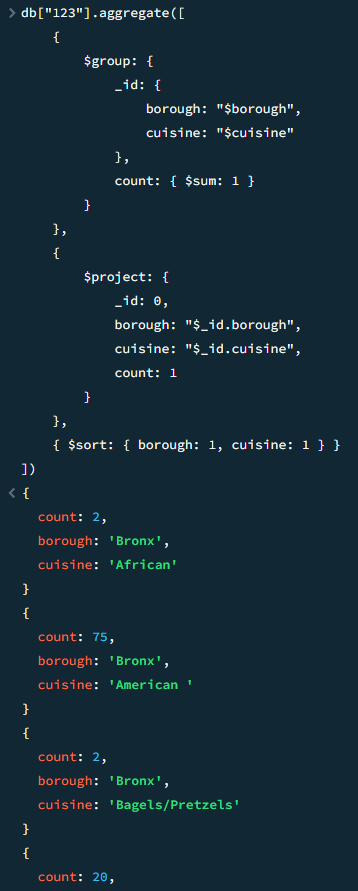 > db["123"].aggregate([
{
$group: {
_id: {
borough: "$borough",
cuisine: "$cuisine"
},
count: { $sum: 1 }
}
},
{
$project: {
_id: 0,
borough: "$_id.borough",
cuisine: "$_id.cuisine",
count: 1
}
},
{ $sort: { borough: 1, cuisine: 1 } }
])
< {
count: 2,
borough: 'Bronx',
cuisine: 'African'
}
{
count: 75,
borough: 'Bronx',
cuisine: 'American '
}
{
count: 2,
borough: 'Bronx',
cuisine: 'Bagels/Pretzels'
}
{
count: 20,